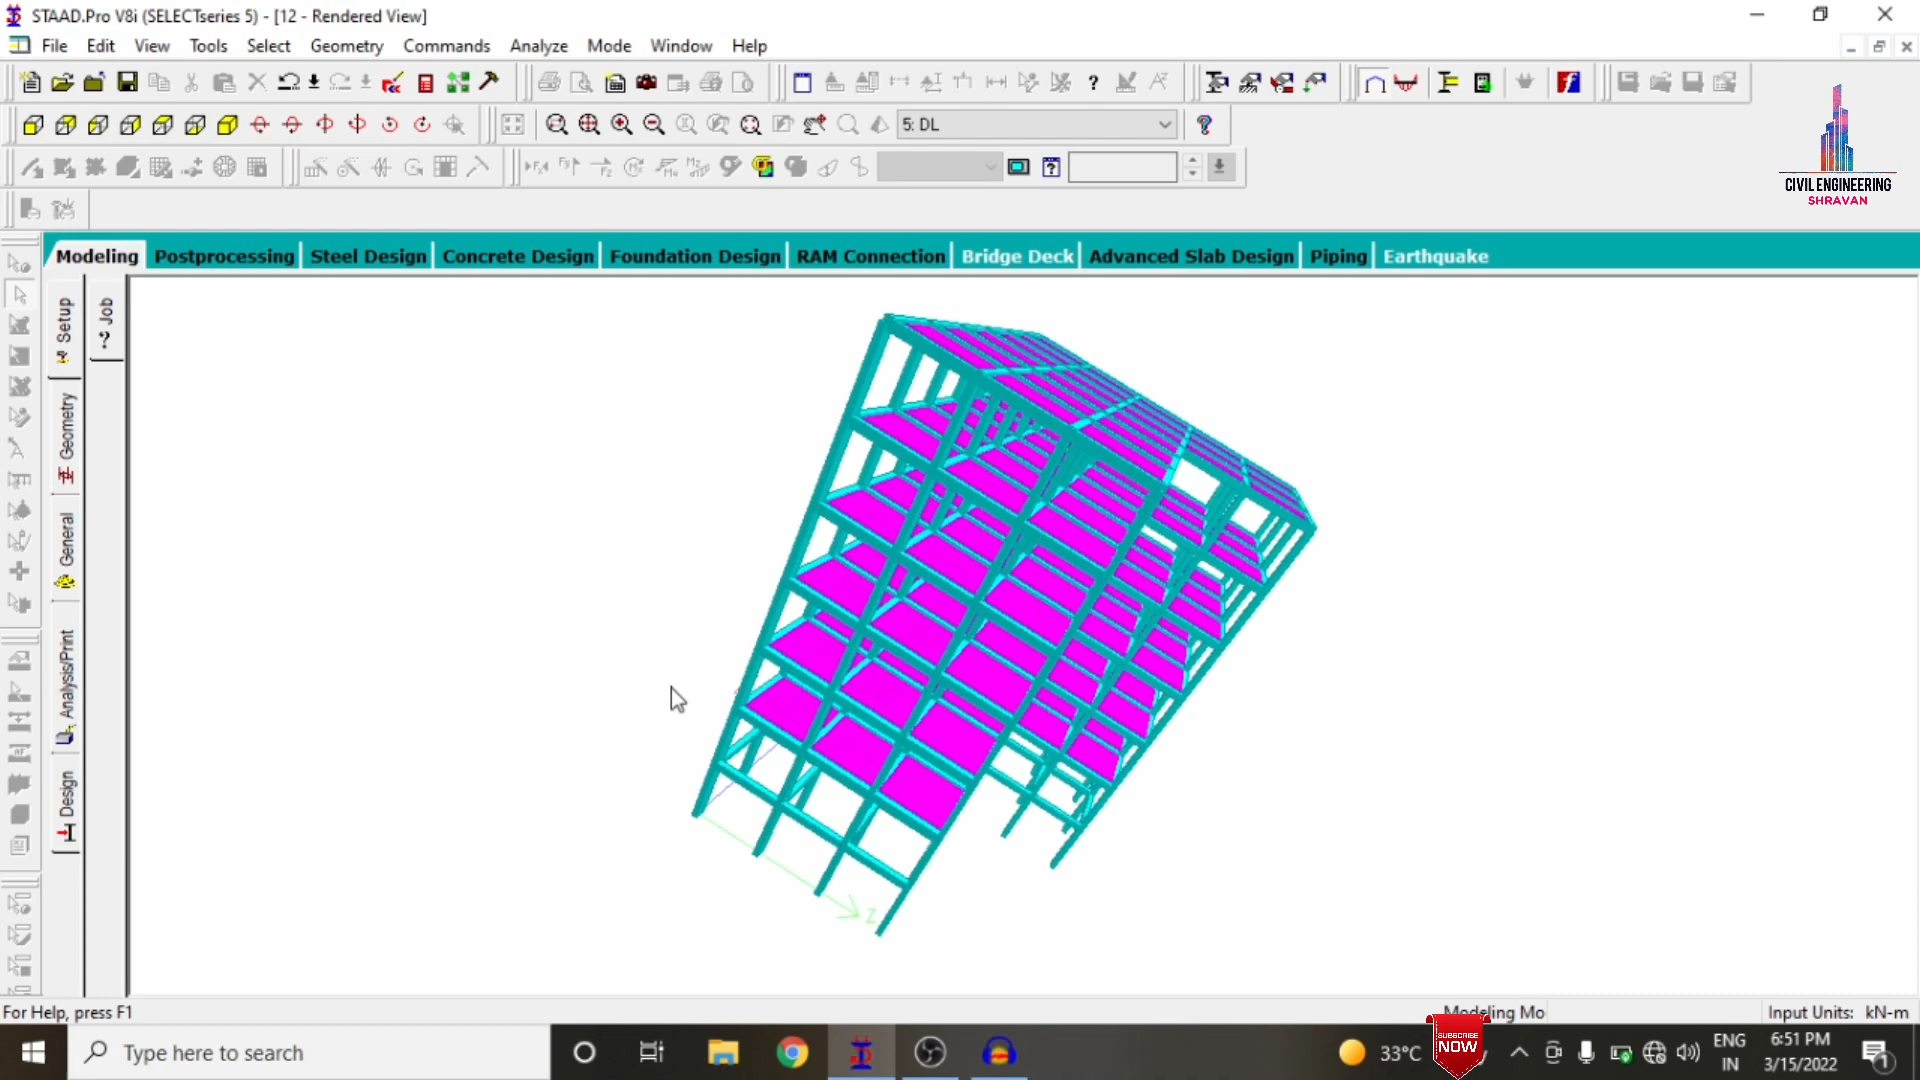 STAAD.Pro V8i (SELECTseries 5) - [12 - Rendered View]
File Edit View Tools Select Geometry Commands Analyze Mode Window Help
5: DL
CIVIL ENGINEERING
SHRAVAN
Modeling Postprocessing Steel Design Concrete Design Foundation Design RAM Connection Bridge Deck Advanced Slab Design Piping Earthquake
Setup
Job
Geometry
General
Analysis/Print
Design
Z
For Help, press F1
Modeling Mo
Input Units: kN-m
Type here to search
33°C
SUBSCRIBE
NOW
ENG
IN
6:51 PM
3/15/2022
1